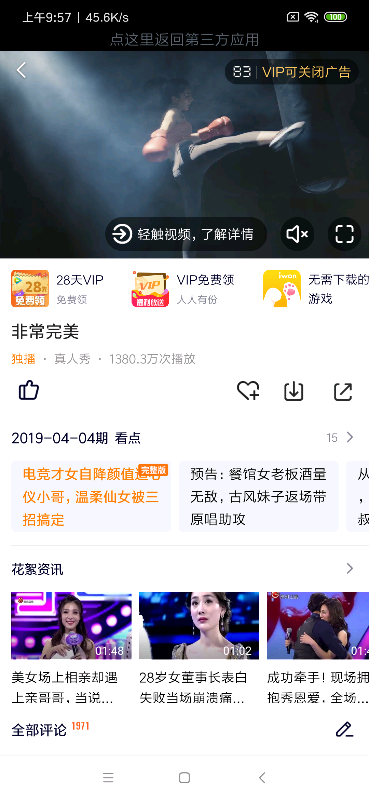 上午9:57 | 45.6K/s
100
点这里返回第三方应用
83 | VIP可关闭广告
轻触视频，了解详情
28天VIP
免费领
VIP免费领
人人有份
无需下载的
游戏
28天
免费领
VIP
福利放送
非常完美
独播 · 真人秀 · 1380.3万次播放
2019-04-04期 看点
15
完整版
电竞才女自降颜值追
仪小哥，温柔仙女被三
招搞定
预告：餐馆女老板酒量
无敌，古风妹子返场带
原唱助攻
从
，
叔
花絮资讯
01:48
01:02
00:44
美女场上相亲却遇
上亲哥哥，当说...
28岁女董事长表白
失败当场崩溃痛...
成功牵手！现场拥
抱秀恩爱，全场...
全部评论 1971